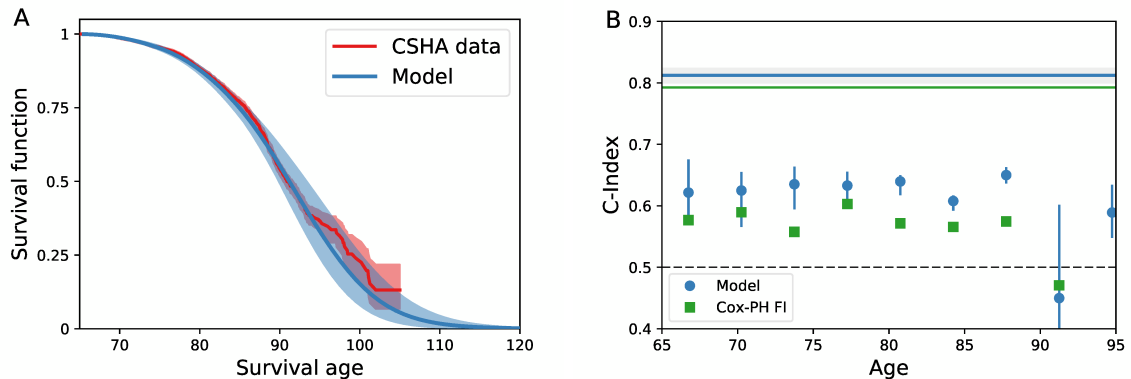 A
1
0.75
0.5
0.25
0
Survival function
CSHA data
Model
70 80 90 100 110 120
Survival age
B
0.9
0.8
0.7
0.6
0.5
0.4
C-Index
Model
Cox-PH FI
65 70 75 80 85 90 95
Age